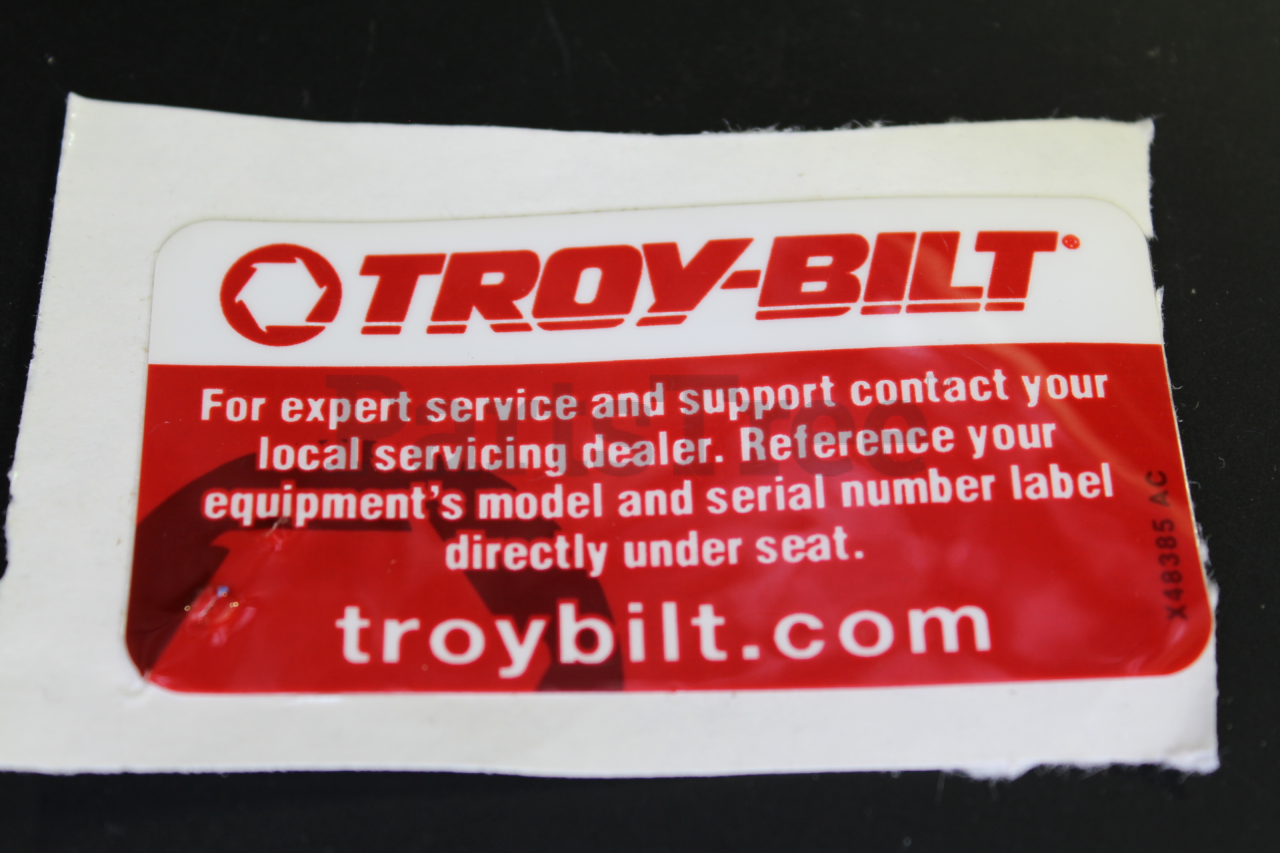 TROY-BILT®
For expert service and support contact your
local servicing dealer. Reference your
equipment's model and serial number label
directly under seat.
troybilt.com
X48385 AC
PartsTree